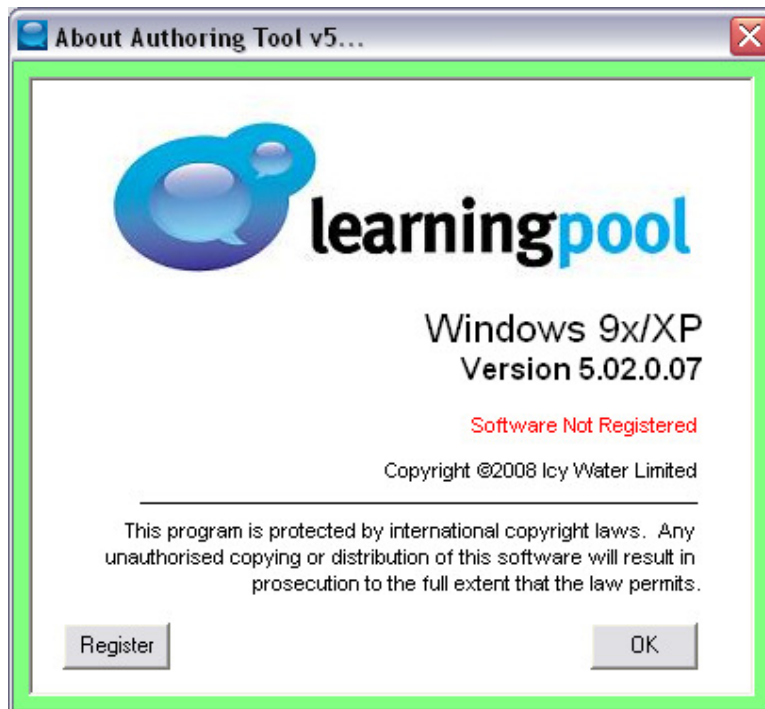 About Authoring Tool v5...
learningpool
Windows 9x/XP
Version 5.02.0.07
Software Not Registered
Copyright ©2008 Icy Water Limited
This program is protected by international copyright laws.  Any
unauthorised copying or distribution of this software will result in
prosecution to the full extent that the law permits.
Register
OK